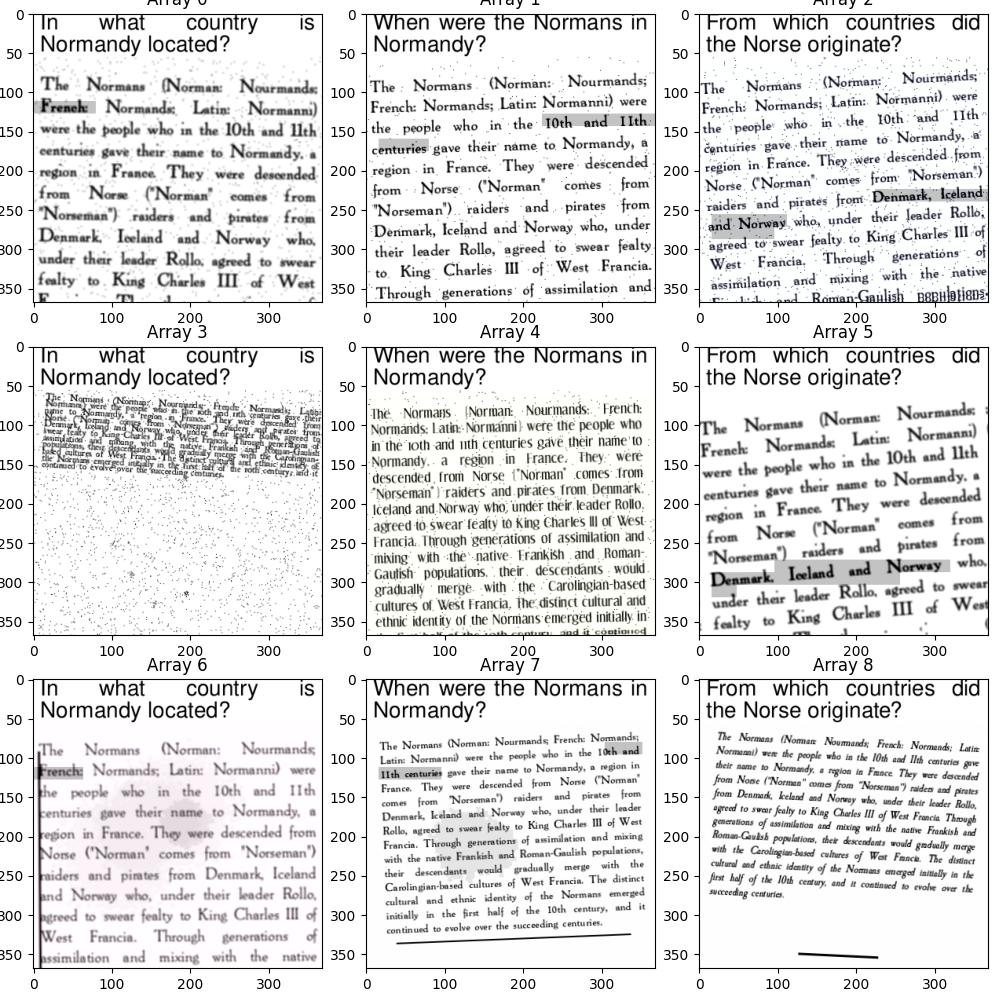 Array 0
In what country is
Normandy located?
The Normans (Norman: Nourmands;
French: Normands; Latin: Normanni)
were the people who in the 10th and 11th
centuries gave their name to Normandy, a
region in France. They were descended
from Norse ("Norman" comes from
"Norseman") raiders and pirates from
Denmark, Iceland and Norway who,
under their leader Rollo, agreed to swear
fealty to King Charles III of West
0
50
100
150
200
250
300
350
0 100 200 300
Array 1
When were the Normans in
Normandy?
The Normans (Norman: Nourmands;
French: Normands; Latin: Normanni) were
the people who in the 10th and 11th
centuries gave their name to Normandy, a
region in France. They were descended
from Norse ("Norman" comes from
"Norseman") raiders and pirates from
Denmark, Iceland and Norway who, under
their leader Rollo, agreed to swear fealty
to King Charles III of West Francia.
Through generations of assimilation and
0
50
100
150
200
250
300
350
0 100 200 300
Array 2
From which countries did
the Norse originate?
The Normans (Norman: Nourmands;
French: Normands; Latin: Normanni) were
the people who in the 10th and 11th
centuries gave their name to Normandy, a
region in France. They were descended from
Norse ("Norman" comes from "Norseman")
raiders and pirates from Denmark, Iceland
and Norway who, under their leader Rollo,
agreed to swear fealty to King Charles III of
West Francia. Through generations of
assimilation and mixing with the native
Roman-Gaulish
0
50
100
150
200
250
300
350
0 100 200 300
Array 3
In what country is
Normandy located?
The Normans (Norman: Nourmands; French: Normands; Latin:
Normanni) were the people who in the 10th and 11th centuries gave their
name to Normandy, a region in France. They were descended from
Norse ("Norman" comes from "Norseman") raiders and pirates from
Denmark, Iceland and Norway who, under their leader Rollo, agreed to
swear fealty to King Charles III of West Francia. Through generations of
assimilation and mixing with the native Frankish and Roman-Gaulish
populations, their descendants would gradually merge with the Carolingian-
based cultures of West Francia. The distinct cultural and ethnic identity of
the Normans emerged initially in the first half of the 10th century, and it
continued to evolve over the succeeding centuries.
0
50
100
150
200
250
300
350
0 100 200 300
Array 4
When were the Normans in
Normandy?
The Normans (Norman: Nourmands; French:
Normands; Latin: Normanni) were the people who
in the 10th and 11th centuries gave their name to
Normandy, a region in France. They were
descended from Norse ("Norman" comes from
"Norseman") raiders and pirates from Denmark,
Iceland and Norway who, under their leader Rollo,
agreed to swear fealty to King Charles III of West
Francia. Through generations of assimilation and
mixing with the native Frankish and Roman-
Gaulish populations, their descendants would
gradually merge with the Carolingian-based
cultures of West Francia. The distinct cultural and
ethnic identity of the Normans emerged initially in
half of the 10th century, and it continued
0
50
100
150
200
250
300
350
0 100 200 300
Array 5
From which countries did
the Norse originate?
The Normans (Norman: Nourmands;
French: Normands; Latin: Normanni)
were the people who in the 10th and 11th
centuries gave their name to Normandy, a
region in France. They were descended
from Norse ("Norman" comes from
"Norseman") raiders and pirates from
Denmark, Iceland and Norway who,
under their leader Rollo, agreed to swear
fealty to King Charles III of West
0
50
100
150
200
250
300
350
0 100 200 300
Array 6
In what country is
Normandy located?
The Normans (Norman: Nourmands;
French: Normands; Latin: Normanni) were
the people who in the 10th and 11th
centuries gave their name to Normandy, a
region in France. They were descended from
Norse ("Norman" comes from "Norseman")
raiders and pirates from Denmark, Iceland
and Norway who, under their leader Rollo,
agreed to swear fealty to King Charles III of
West Francia. Through generations of
assimilation and mixing with the native
0
50
100
150
200
250
300
350
0 100 200 300
Array 7
When were the Normans in
Normandy?
The Normans (Norman: Nourmands; French: Normands;
Latin: Normanni) were the people who in the 10th and
11th centuries gave their name to Normandy, a region in
France. They were descended from Norse ("Norman"
comes from "Norseman") raiders and pirates from
Denmark, Iceland and Norway who, under their leader
Rollo, agreed to swear fealty to King Charles III of West
Francia. Through generations of assimilation and mixing
with the native Frankish and Roman-Gaulish populations,
their descendants would gradually merge with the
Carolingian-based cultures of West Francia. The distinct
cultural and ethnic identity of the Normans emerged
initially in the first half of the 10th century, and it
continued to evolve over the succeeding centuries.
0
50
100
150
200
250
300
350
0 100 200 300
Array 8
From which countries did
the Norse originate?
The Normans (Norman: Nourmands; French: Normands; Latin:
Normanni) were the people who in the 10th and 11th centuries gave
their name to Normandy, a region in France. They were descended
from Norse ("Norman" comes from "Norseman") raiders and pirates
from Denmark, Iceland and Norway who, under their leader Rollo,
agreed to swear fealty to King Charles III of West Francia. Through
generations of assimilation and mixing with the native Frankish and
Roman-Gaulish populations, their descendants would gradually merge
with the Carolingian-based cultures of West Francia. The distinct
cultural and ethnic identity of the Normans emerged initially in the
first half of the 10th century, and it continued to evolve over the
succeeding centuries.
0
50
100
150
200
250
300
350
0 100 200 300